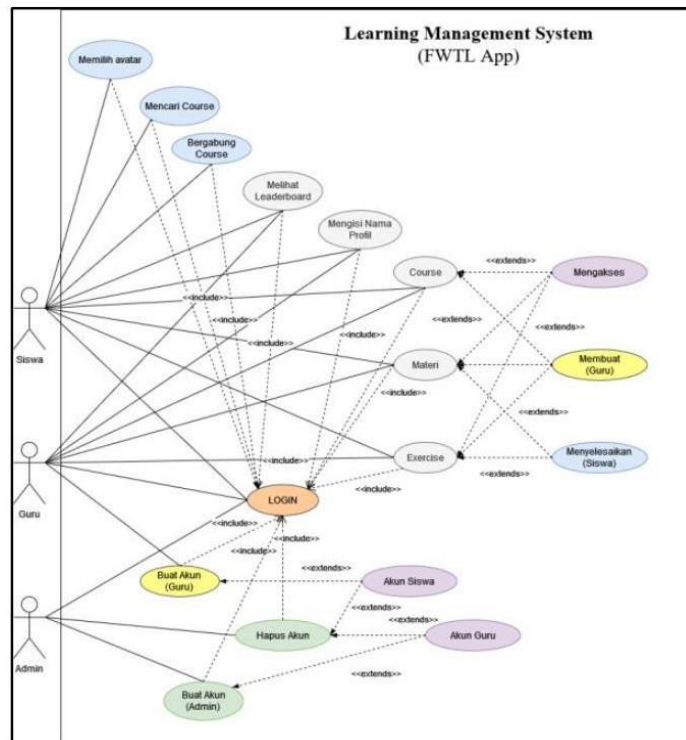 Learning Management System
(FWTL App)
Memilih avatar
Mencari Course
Bergabung
Course
Melihat
Leaderboard
Mengisi Nama
Profil
Course
<<extends>>
Mengakses
<<include>>
<<extends>>
<<extends>>
Siswa
<<include>>
Materi
<<include>>
Membuat
(Guru)
<<extends>>
Exercise
<<extends>>
Menyelesaikan
(Siswa)
<<include>>
<<include>>
Guru
LOGIN
<<include>>
<<include>>
<<include>>
Buat Akun
(Guru)
<<extends>>
Akun Siswa
<<extends>>
<<extends>>
Hapus Akun
Akun Guru
Admin
<<extends>>
Buat Akun
(Admin)